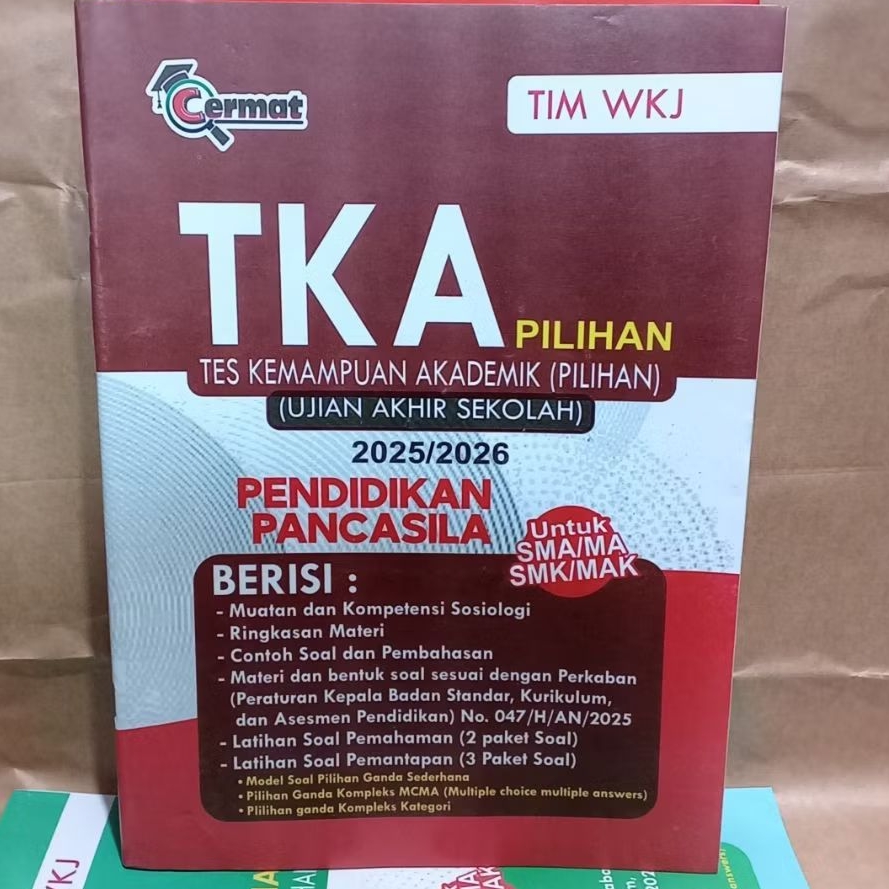 Cermat
TIM WKJ
TKA PILIHAN
TES KEMAMPUAN AKADEMIK (PILIHAN)
(UJIAN AKHIR SEKOLAH)
2025/2026
PENDIDIKAN
PANCASILA
Untuk
SMA/MA
SMK/MAK
BERISI :
- Muatan dan Kompetensi Sosiologi
- Ringkasan Materi
- Contoh Soal dan Pembahasan
- Materi dan bentuk soal sesuai dengan Perkaban
(Peraturan Kepala Badan Standar, Kurikulum,
dan Asesmen Pendidikan) No. 047/H/AN/2025
- Latihan Soal Pemahaman (2 paket Soal)
- Latihan Soal Pemantapan (3 Paket Soal)
• Model Soal Pilihan Ganda Sederhana
• Pilihan Ganda Kompleks MCMA (Multiple choice multiple answers)
• Plilihan ganda Kompleks Kategori